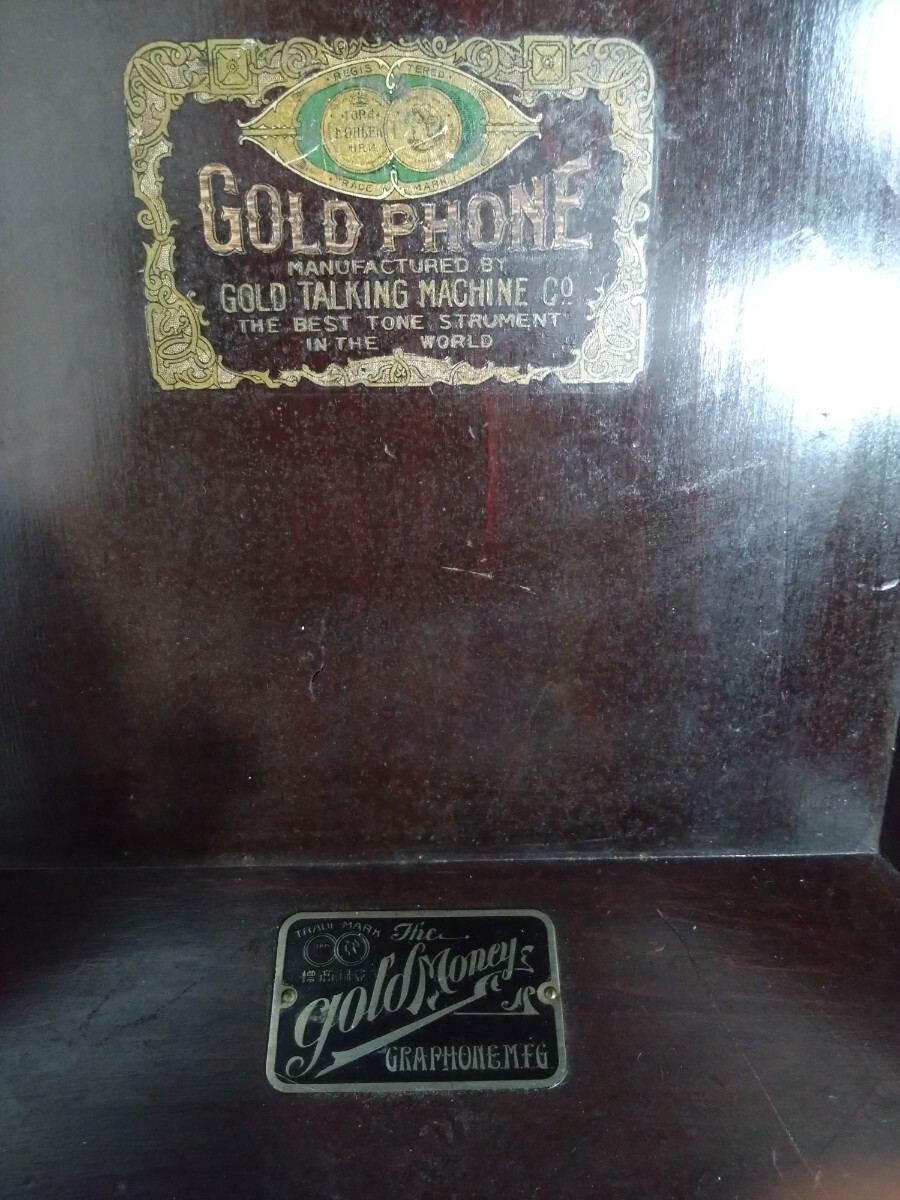 REGISTERED
TRADE MARK
GOLD PHONE
MANUFACTURED BY
GOLD TALKING MACHINE Cº
THE BEST TONE STRUMENT
IN THE WORLD
TRADE MARK
The
gold Money
GRAPHONE.M.F.G